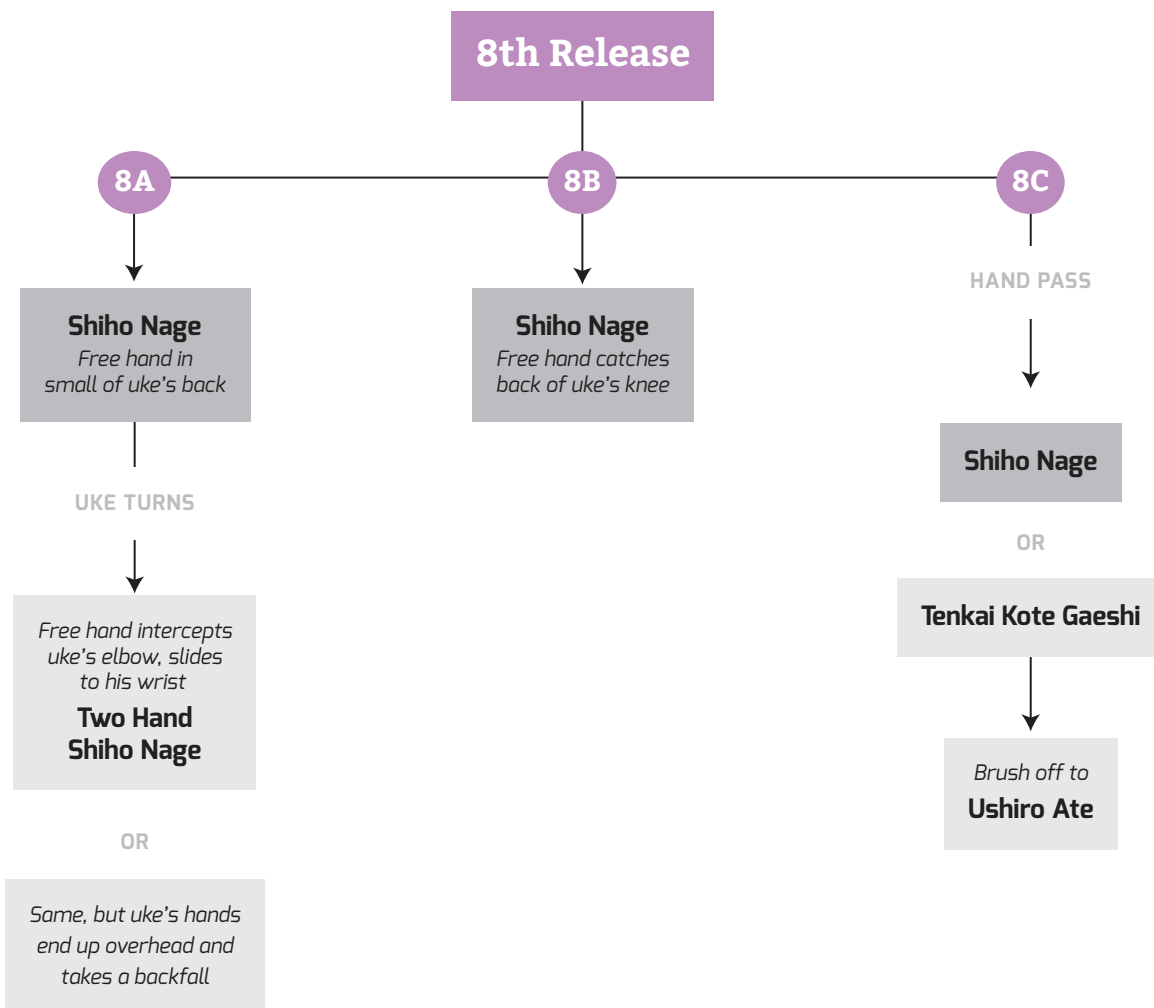 8th Release
8A
8B
8C
Shiho Nage
Free hand in
small of uke's back
UKE TURNS
Free hand intercepts
uke's elbow, slides
to his wrist
Two Hand
Shiho Nage
OR
Same, but uke's hands
end up overhead and
takes a backfall
Shiho Nage
Free hand catches
back of uke's knee
HAND PASS
Shiho Nage
OR
Tenkai Kote Gaeshi
Brush off to
Ushiro Ate